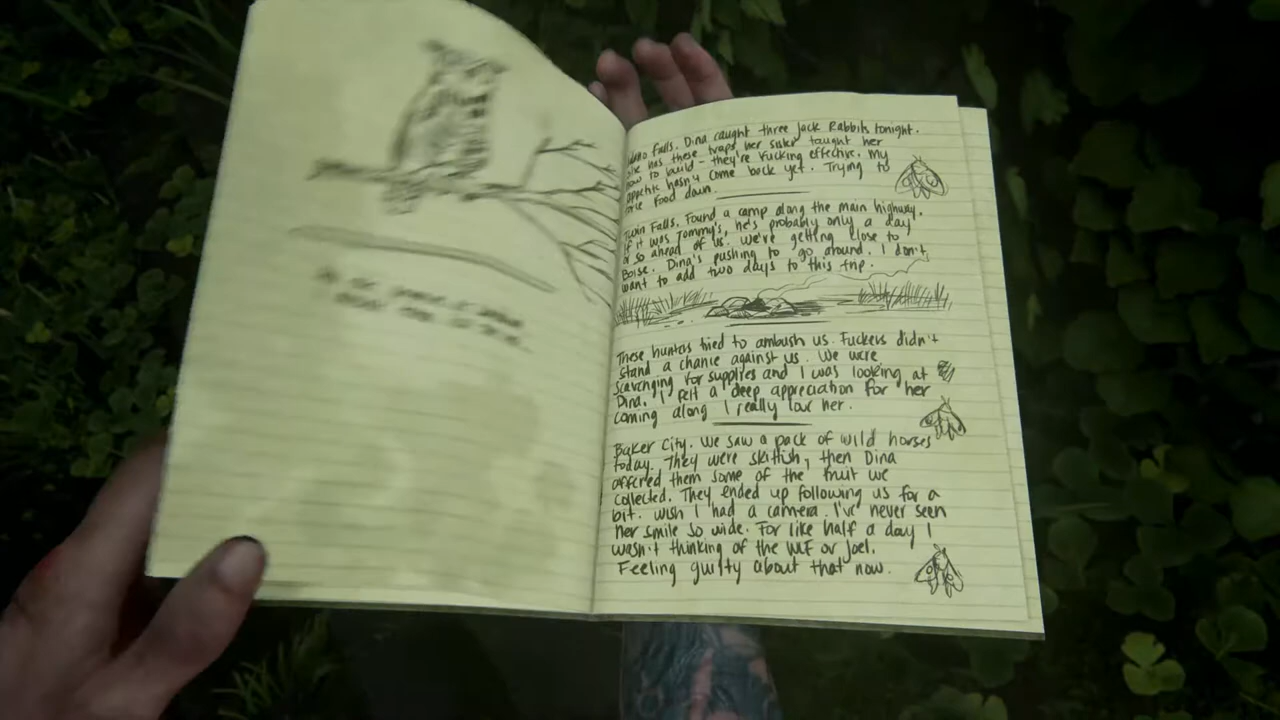 Falls. Dina caught three jack Rabbits tonight.
she has these traps her sister taught her
how to build - they're fucking effective. My
appetite hasn't come back yet. Trying to
force food down.
Twin Falls. Found a camp along the main highway.
If it was Tommy's, he's probably only a day
or so ahead of us. We're getting close to
Boise. Dina's pushing to go around. I don't
want to add two days to this trip.
These hunters tried to ambush us. Fuckers didn't
stand a chance against us. We were
scavenging for supplies and I was looking at
Dina. I felt a deep appreciation for her
coming along I really love her.
Baker City. We saw a pack of wild horses
today. They were skittish, then Dina
offered them some of the fruit we
collected. They ended up following us for a
bit. Wish I had a camera. I've never seen
her smile so wide. For like half a day I
wasn't thinking of the WLF or Joel.
Feeling guilty about that now.